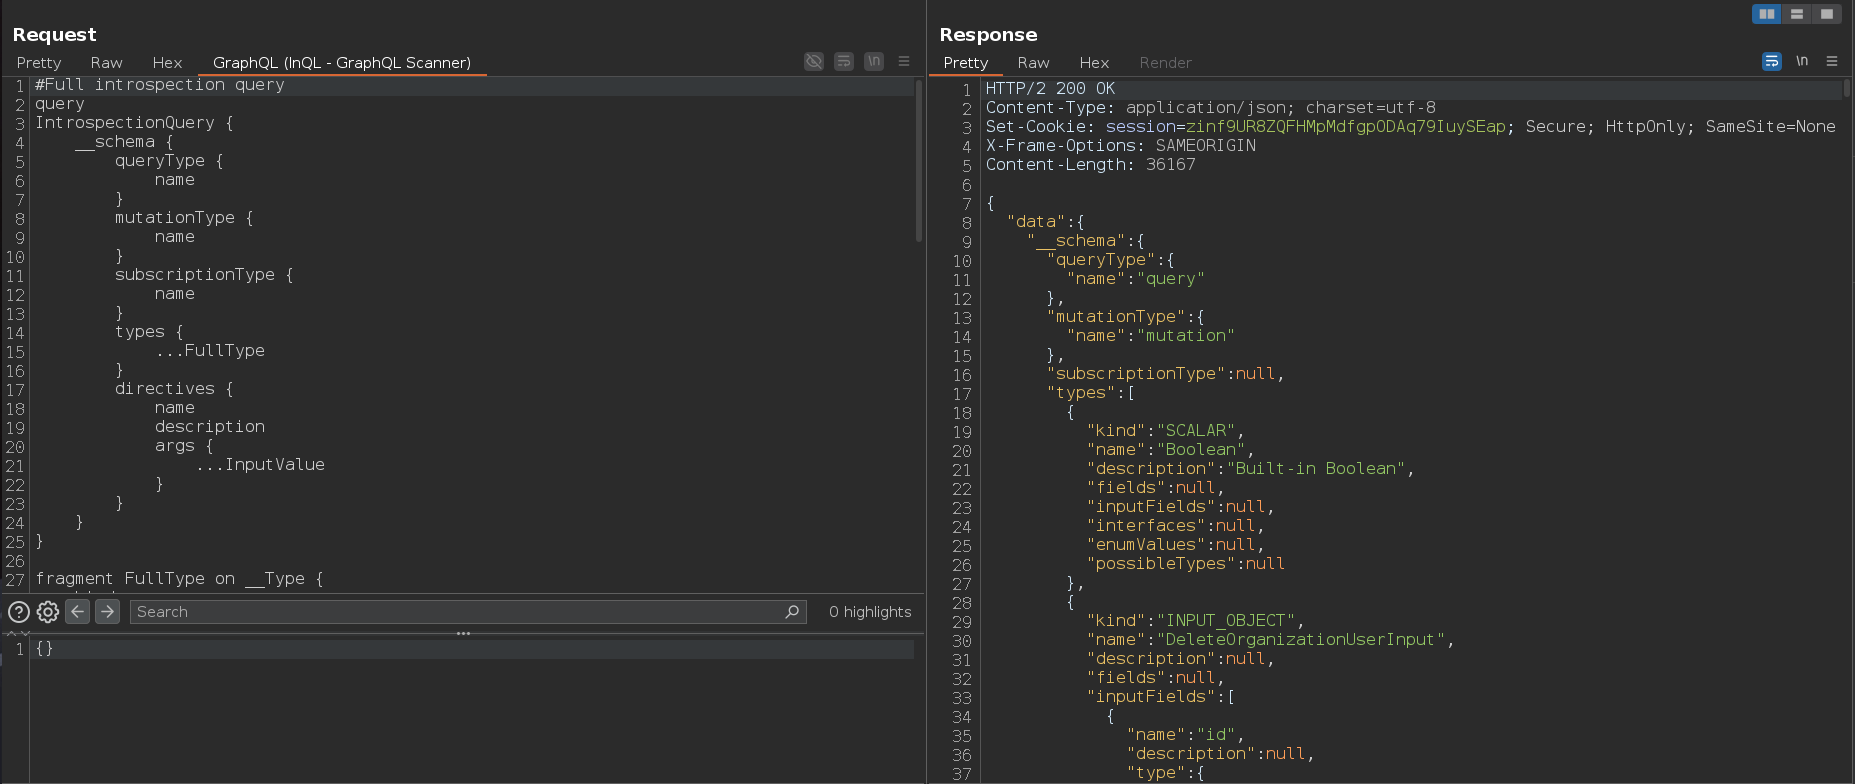 Request
Pretty Raw Hex GraphQL (InQL - GraphQL Scanner) \n
1 #Full introspection query
2 query
3 IntrospectionQuery {
4 __schema {
5 queryType {
6 name
7 }
8 mutationType {
9 name
10 }
11 subscriptionType {
12 name
13 }
14 types {
15 ...FullType
16 }
17 directives {
18 name
19 description
20 args {
21 ...InputValue
22 }
23 }
24 }
25 }
26
27 fragment FullType on __Type {
Search 0 highlights
1 {}
Response
Pretty Raw Hex Render \n
1 HTTP/2 200 OK
2 Content-Type: application/json; charset=utf-8
3 Set-Cookie: session=zinf9UR8ZQFHMpMdfgpODAq79IuySEap; Secure; HttpOnly; SameSite=None
4 X-Frame-Options: SAMEORIGIN
5 Content-Length: 36167
6
7 {
8 "data":{
9 "__schema":{
10 "queryType":{
11 "name":"query"
12 },
13 "mutationType":{
14 "name":"mutation"
15 },
16 "subscriptionType":null,
17 "types":[
18 {
19 "kind":"SCALAR",
20 "name":"Boolean",
21 "description":"Built-in Boolean",
22 "fields":null,
23 "inputFields":null,
24 "interfaces":null,
25 "enumValues":null,
26 "possibleTypes":null
27 },
28 {
29 "kind":"INPUT_OBJECT",
30 "name":"DeleteOrganizationUserInput",
31 "description":null,
32 "fields":null,
33 "inputFields":[
34 {
35 "name":"id",
36 "description":null,
37 "type":{